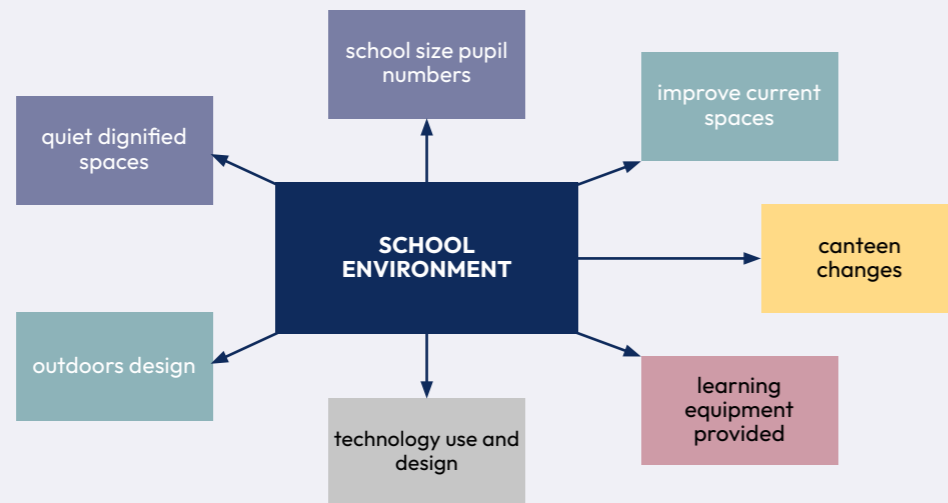 school size pupil
numbers
improve current
spaces
quiet dignified
spaces
SCHOOL
ENVIRONMENT
canteen
changes
outdoors design
learning
equipment
provided
technology use and
design